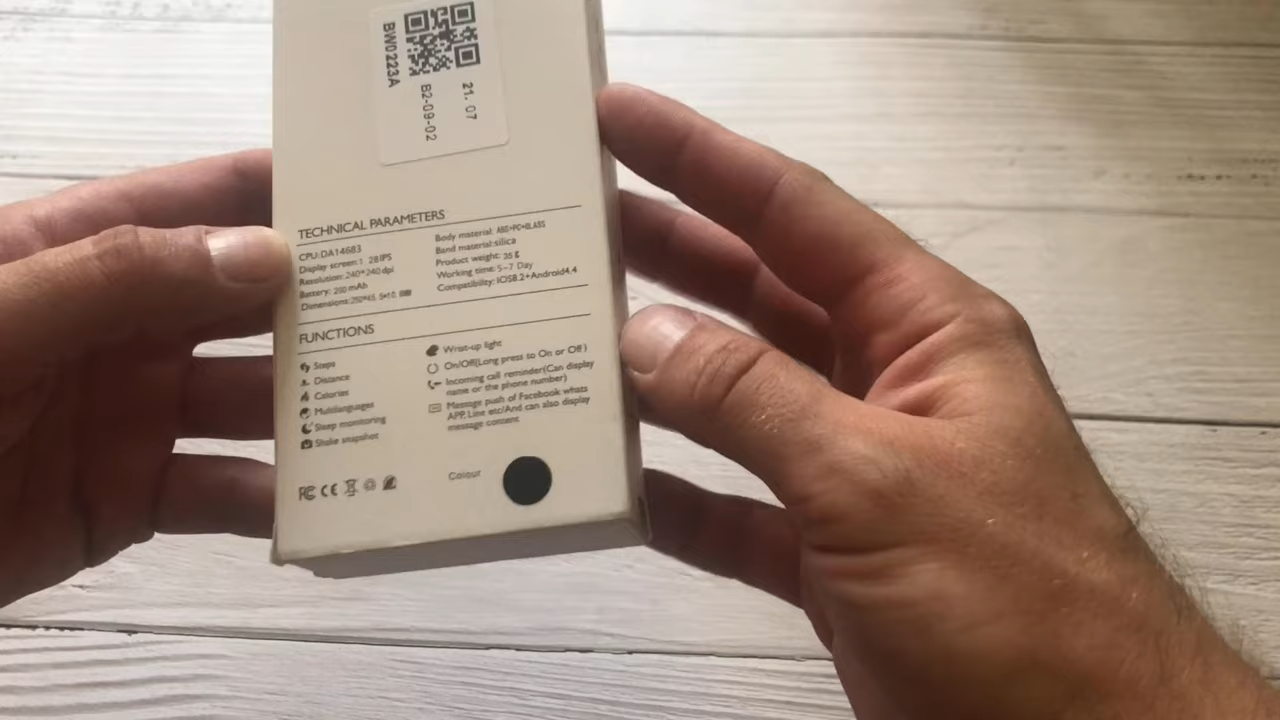 BW0223A
B2-09-02
21. 07
TECHNICAL PARAMETERS
CPU:DA14683
Display screen:1 28IPS
Resolution:240*240 dpi
Battery: 200 mAh
Dimensions:
Body material: ABS+PC+GLASS
Band material:silica
Product weight: 35 g
Working time: 5-7 Day
Compatibility: IOS8.2+Android4.4
FUNCTIONS
Steps
Distance
Calories
Multilanguages
Sleep monitoring
Shake snapshot
Wrist-up light
On/Off(Long press to On or Off)
Incoming call reminder(Can display
name or the phone number)
Message push of Facebook whats
APP, Line etc/And can also display
message content
FC CE
Colour